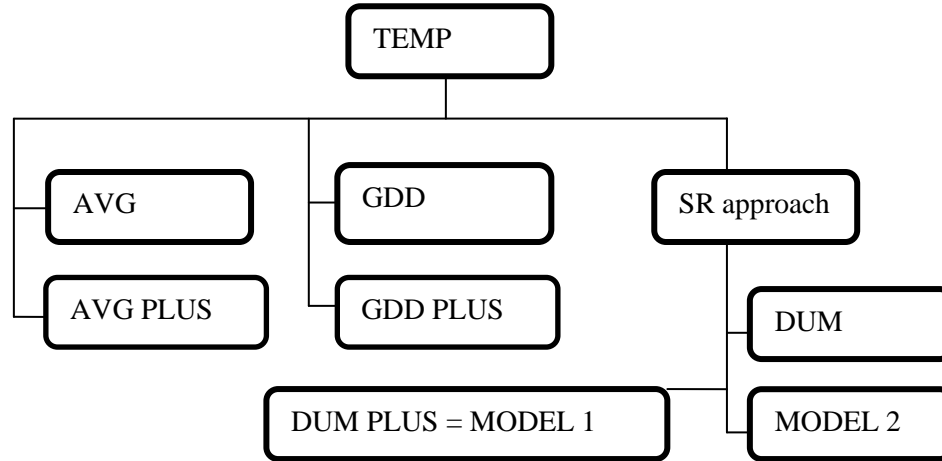 TEMP
AVG
GDD
SR approach
AVG PLUS
GDD PLUS
DUM
DUM PLUS = MODEL 1
MODEL 2